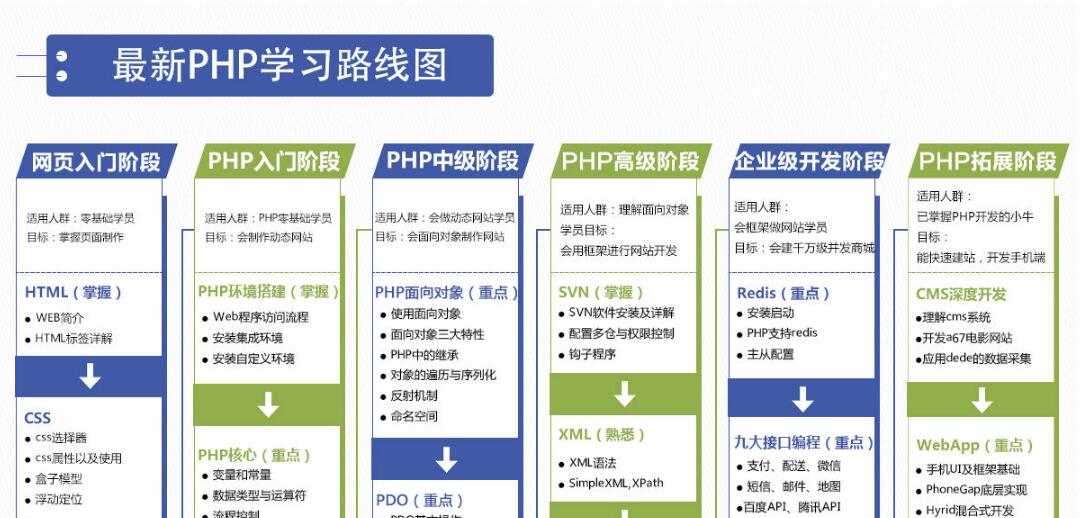 最新PHP学习路线图
网页入门阶段
适用人群：零基础学员
目标：掌握页面制作
HTML（掌握）
● WEB简介
● HTML标签详解
CSS
● css选择器
● css属性以及使用
● 盒子模型
● 浮动定位
PHP入门阶段
适用人群：PHP零基础学员
目标：会制作动态网站
PHP环境搭建（掌握）
● Web程序访问流程
● 安装集成环境
● 安装自定义环境
PHP核心（重点）
● 变量和常量
● 数据类型与运算符
● 流程控制
PHP中级阶段
适用人群：会做动态网站学员
目标：会面向对象制作网站
PHP面向对象（重点）
● 使用面向对象
● 面向对象三大特性
● PHP中的继承
● 对象的遍历与序列化
● 反射机制
● 命名空间
PDO（重点）
● PDO基本操作
PHP高级阶段
适用人群：理解面向对象
学员目标：
会用框架进行网站开发
SVN（掌握）
● SVN软件安装及详解
● 配置多仓与权限控制
● 钩子程序
XML（熟悉）
● XML语法
● SimpleXML,XPath
企业级开发阶段
适用人群：
会框架做网站学员
目标：会建千万级并发商城
Redis（重点）
● 安装启动
● PHP支持redis
● 主从配置
九大接口编程（重点）
● 支付、配送、微信
● 短信、邮件、地图
●百度API、腾讯API
PHP拓展阶段
适用人群：
已掌握PHP开发的小牛
目标：
能快速建站，开发手机端
CMS深度开发
●理解cms系统
●开发a67电影网站
●应用dede的数据采集
WebApp（重点）
● 手机UI及框架基础
● PhoneGap底层实现
● Hyrid混合式开发